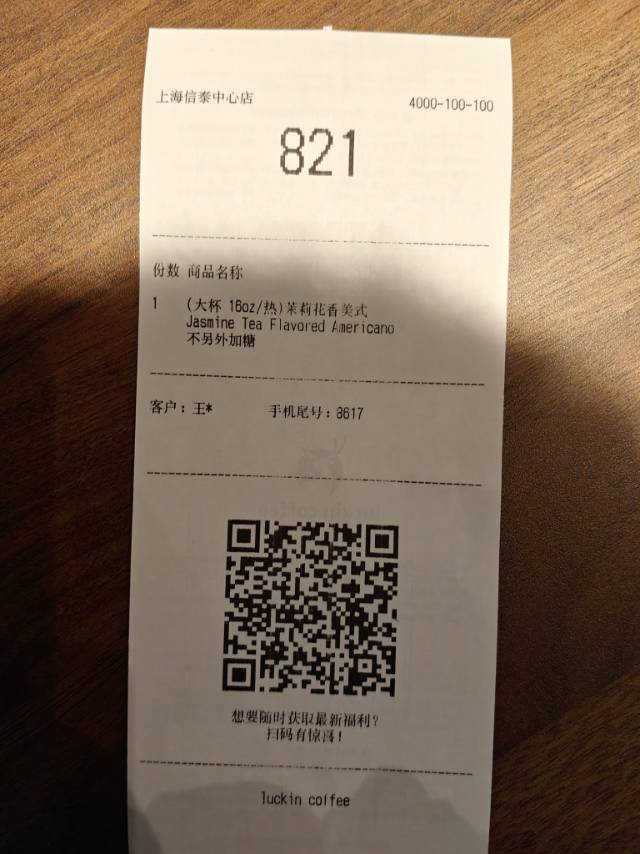 上海信泰中心店 4000-100-100
821
份数 商品名称
1 (大杯 16oz/热)茉莉花香美式
Jasmine Tea Flavored Americano
不另外加糖
客户：王* 手机尾号：3617
想要随时获取最新福利？
扫码有惊喜！
luckin coffee